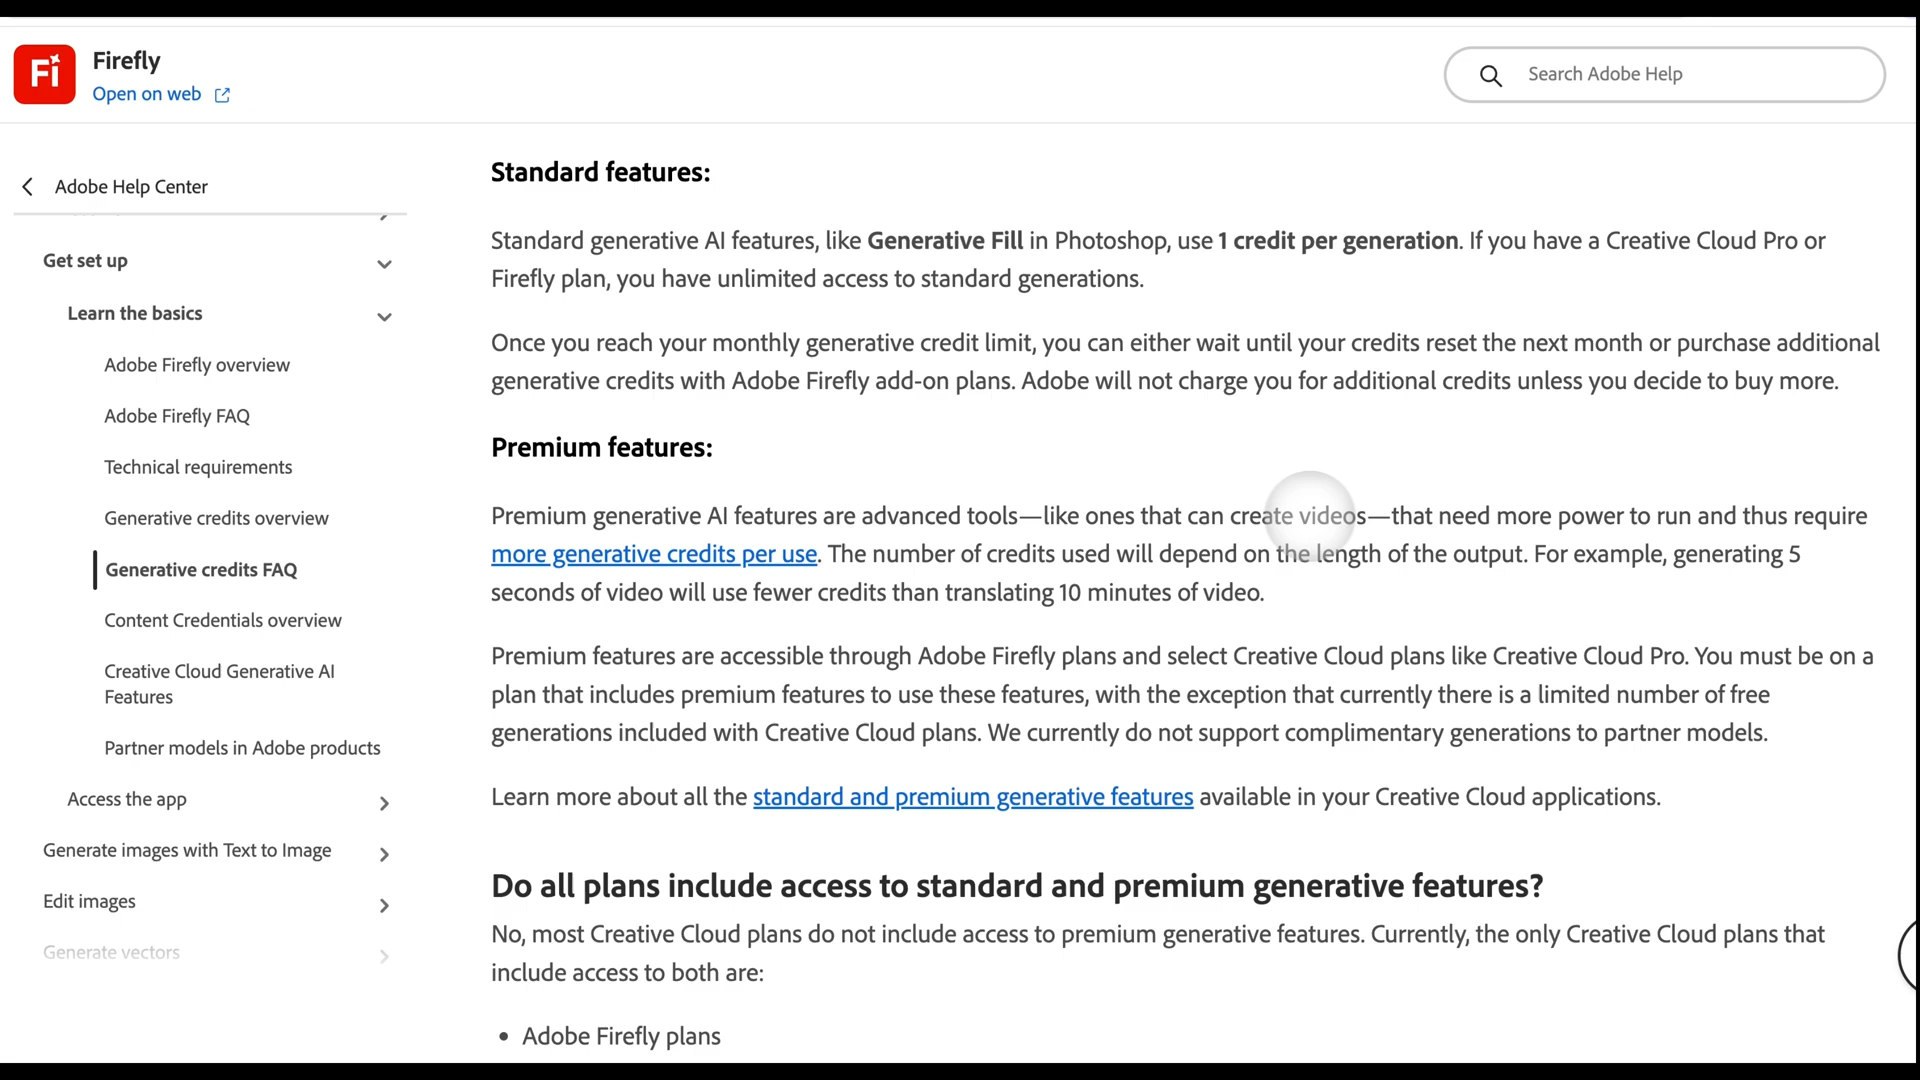 Fi
Firefly
Open on web
Search Adobe Help
Adobe Help Center
Get set up
Learn the basics
Adobe Firefly overview
Adobe Firefly FAQ
Technical requirements
Generative credits overview
Generative credits FAQ
Content Credentials overview
Creative Cloud Generative AI
Features
Partner models in Adobe products
Access the app
Generate images with Text to Image
Edit images
Generate vectors
Standard features:
Standard generative AI features, like Generative Fill in Photoshop, use 1 credit per generation. If you have a Creative Cloud Pro or
Firefly plan, you have unlimited access to standard generations.
Once you reach your monthly generative credit limit, you can either wait until your credits reset the next month or purchase additional
generative credits with Adobe Firefly add-on plans. Adobe will not charge you for additional credits unless you decide to buy more.
Premium features:
Premium generative AI features are advanced tools—like ones that can create videos—that need more power to run and thus require
more generative credits per use. The number of credits used will depend on the length of the output. For example, generating 5
seconds of video will use fewer credits than translating 10 minutes of video.
Premium features are accessible through Adobe Firefly plans and select Creative Cloud plans like Creative Cloud Pro. You must be on a
plan that includes premium features to use these features, with the exception that currently there is a limited number of free
generations included with Creative Cloud plans. We currently do not support complimentary generations to partner models.
Learn more about all the standard and premium generative features available in your Creative Cloud applications.
Do all plans include access to standard and premium generative features?
No, most Creative Cloud plans do not include access to premium generative features. Currently, the only Creative Cloud plans that
include access to both are:
• Adobe Firefly plans